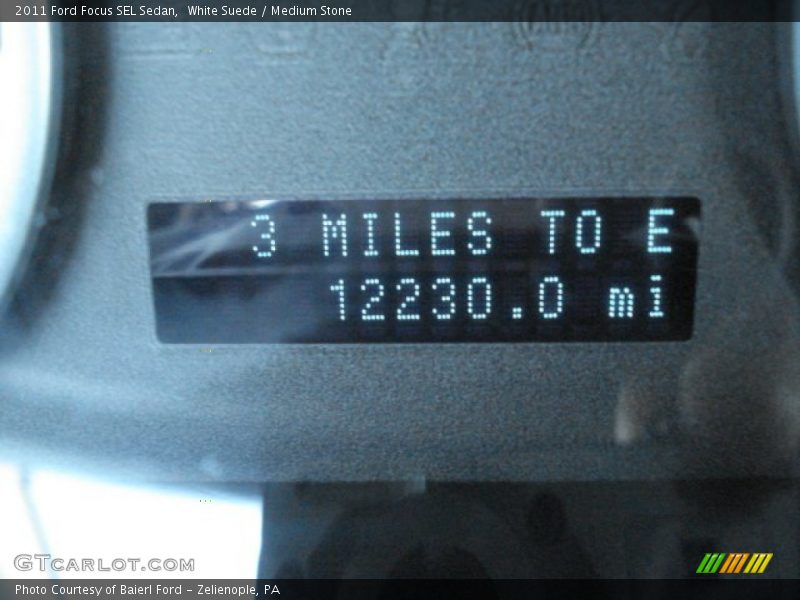 2011 Ford Focus SEL Sedan, White Suede / Medium Stone
3 MILES TO E
12230.0 mi
GTCARLOT.COM
Photo Courtesy of Baierl Ford - Zelienople, PA